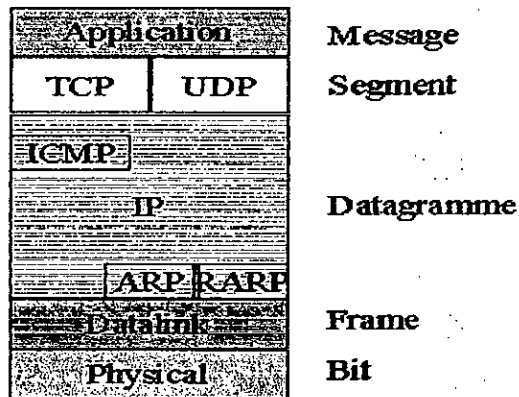 Application Message
TCP UDP Segment
ICMP
IP Datagramme
ARP RARP
Datalink Frame
Physical Bit